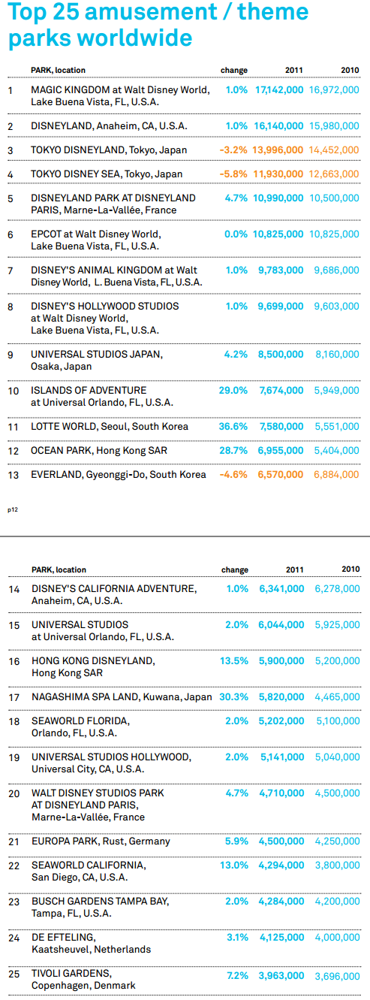 Top 25 amusement / theme
parks worldwide
PARK, location change 2011 2010
1 MAGIC KINGDOM at Walt Disney World, 1.0% 17,142,000 16,972,000
Lake Buena Vista, FL, U.S.A.
2 DISNEYLAND, Anaheim, CA, U.S.A. 1.0% 16,140,000 15,980,000
3 TOKYO DISNEYLAND, Tokyo, Japan -3.2% 13,996,000 14,452,000
4 TOKYO DISNEY SEA, Tokyo, Japan -5.8% 11,930,000 12,663,000
5 DISNEYLAND PARK AT DISNEYLAND 4.7% 10,990,000 10,500,000
PARIS, Marne-La-Vallée, France
6 EPCOT at Walt Disney World, 0.0% 10,825,000 10,825,000
Lake Buena Vista, FL, U.S.A.
7 DISNEY'S ANIMAL KINGDOM at Walt 1.0% 9,783,000 9,686,000
Disney World, L. Buena Vista, FL, U.S.A.
8 DISNEY'S HOLLYWOOD STUDIOS 1.0% 9,699,000 9,603,000
at Walt Disney World,
Lake Buena Vista, FL, U.S.A.
9 UNIVERSAL STUDIOS JAPAN, 4.2% 8,500,000 8,160,000
Osaka, Japan
10 ISLANDS OF ADVENTURE 29.0% 7,674,000 5,949,000
at Universal Orlando, FL, U.S.A.
11 LOTTE WORLD, Seoul, South Korea 36.6% 7,580,000 5,551,000
12 OCEAN PARK, Hong Kong SAR 28.7% 6,955,000 5,404,000
13 EVERLAND, Gyeonggi-Do, South Korea -4.6% 6,570,000 6,884,000
p12
PARK, location change 2011 2010
14 DISNEY'S CALIFORNIA ADVENTURE, 1.0% 6,341,000 6,278,000
Anaheim, CA, U.S.A.
15 UNIVERSAL STUDIOS 2.0% 6,044,000 5,925,000
at Universal Orlando, FL, U.S.A.
16 HONG KONG DISNEYLAND, 13.5% 5,900,000 5,200,000
Hong Kong SAR
17 NAGASHIMA SPA LAND, Kuwana, Japan 30.3% 5,820,000 4,465,000
18 SEAWORLD FLORIDA, 2.0% 5,202,000 5,100,000
Orlando, FL, U.S.A.
19 UNIVERSAL STUDIOS HOLLYWOOD, 2.0% 5,141,000 5,040,000
Universal City, CA, U.S.A.
20 WALT DISNEY STUDIOS PARK 4.7% 4,710,000 4,500,000
AT DISNEYLAND PARIS,
Marne-La-Vallée, France
21 EUROPA PARK, Rust, Germany 5.9% 4,500,000 4,250,000
22 SEAWORLD CALIFORNIA, 13.0% 4,294,000 3,800,000
San Diego, CA, U.S.A.
23 BUSCH GARDENS TAMPA BAY, 2.0% 4,284,000 4,200,000
Tampa, FL, U.S.A.
24 DE EFTELING, 3.1% 4,125,000 4,000,000
Kaatsheuvel, Netherlands
25 TIVOLI GARDENS, 7.2% 3,963,000 3,696,000
Copenhagen, Denmark